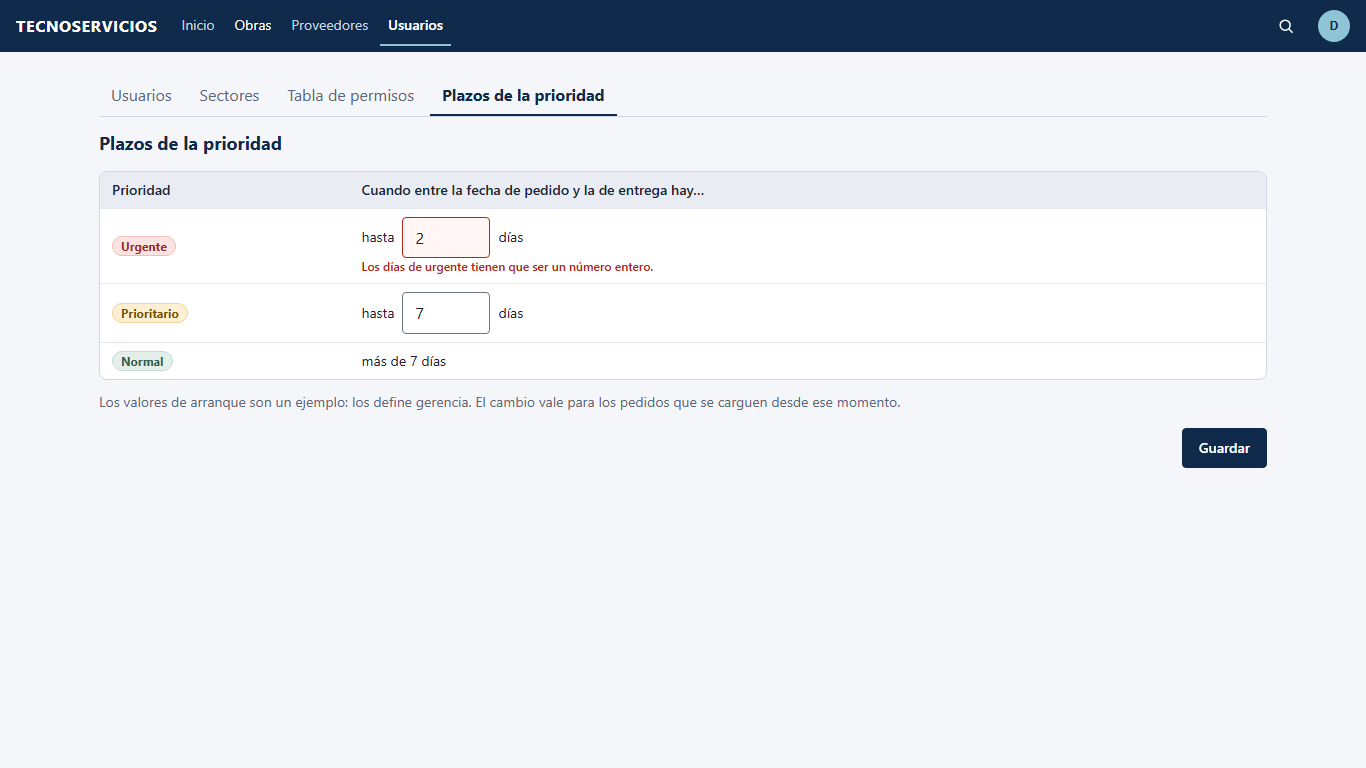 TECNOSERVICIOS Inicio Obras Proveedores Usuarios D
Usuarios Sectores Tabla de permisos Plazos de la prioridad
Plazos de la prioridad
Prioridad Cuando entre la fecha de pedido y la de entrega hay...
Urgente hasta 2 días
Los días de urgente tienen que ser un número entero.
Prioritario hasta 7 días
Normal más de 7 días
Los valores de arranque son un ejemplo: los define gerencia. El cambio vale para los pedidos que se carguen desde ese momento.
Guardar